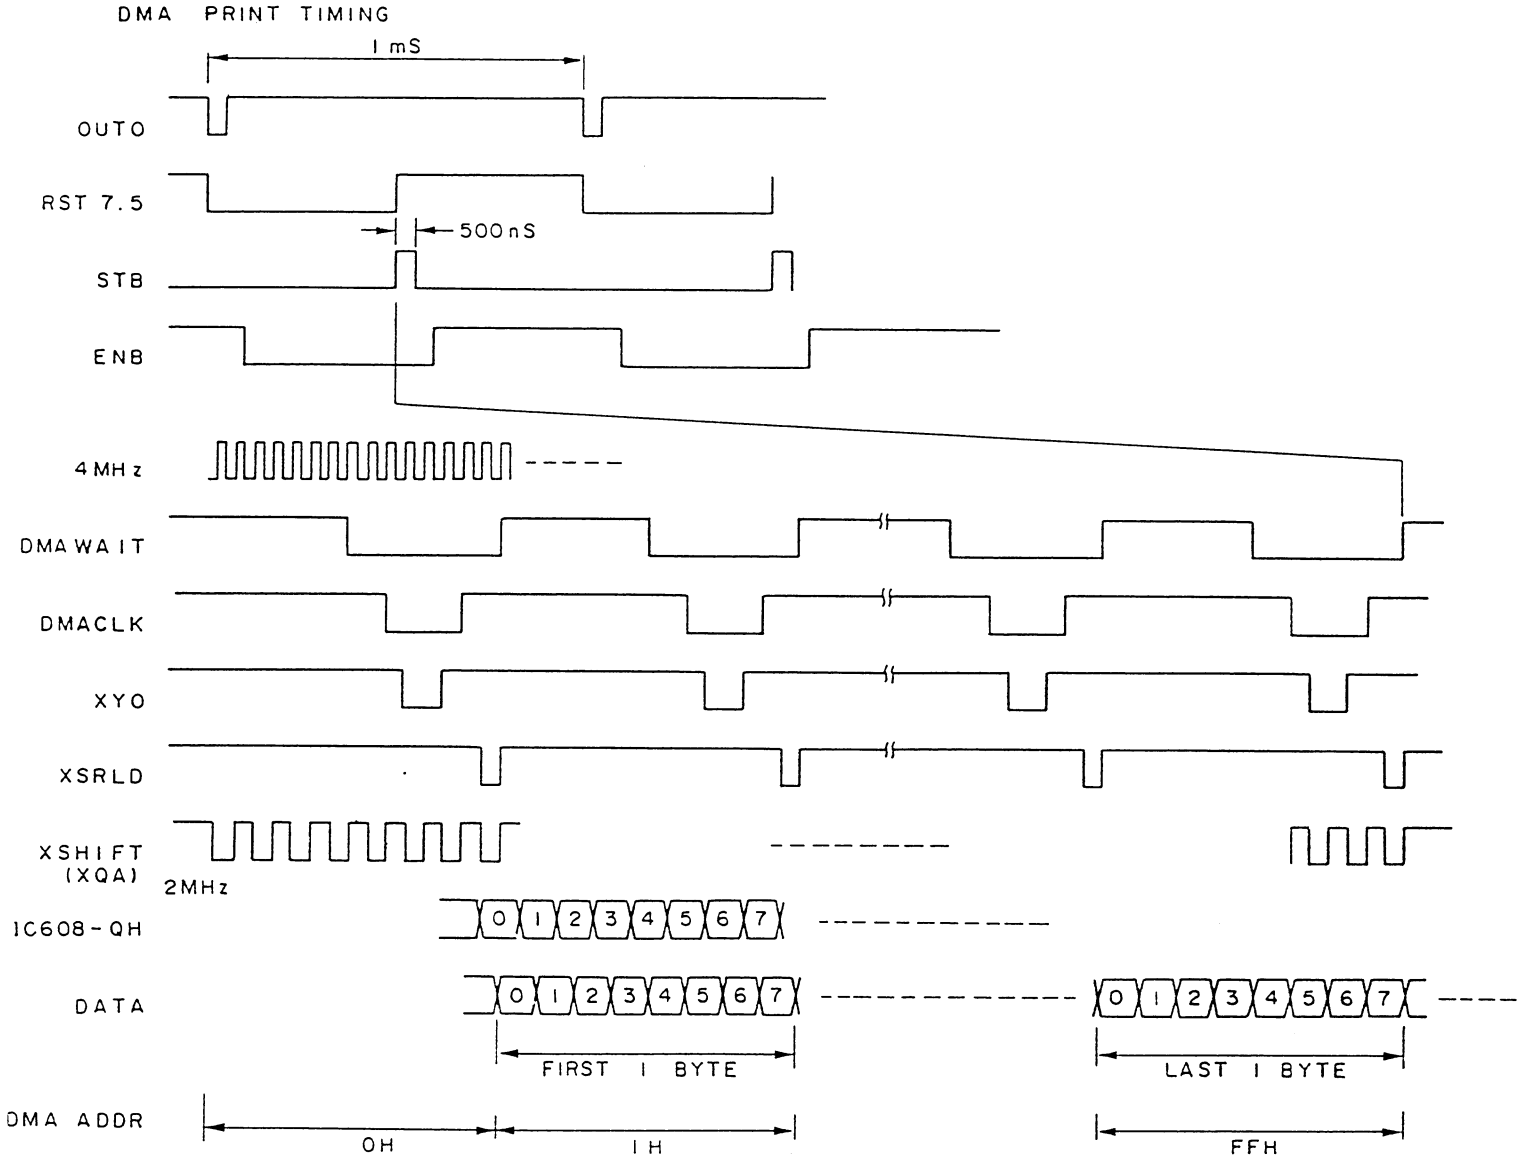 DMA PRINT TIMING
1 mS
OUTO
RST 7.5
500nS
STB
ENB
4MHz
DMAWAIT
DMACLK
XYO
XSRLD
XSHIFT
(XQA)
2MHz
IC608-QH
0 1 2 3 4 5 6 7
DATA
0 1 2 3 4 5 6 7
0 1 2 3 4 5 6 7
FIRST 1 BYTE
LAST 1 BYTE
DMA ADDR
0H
1H
FFH